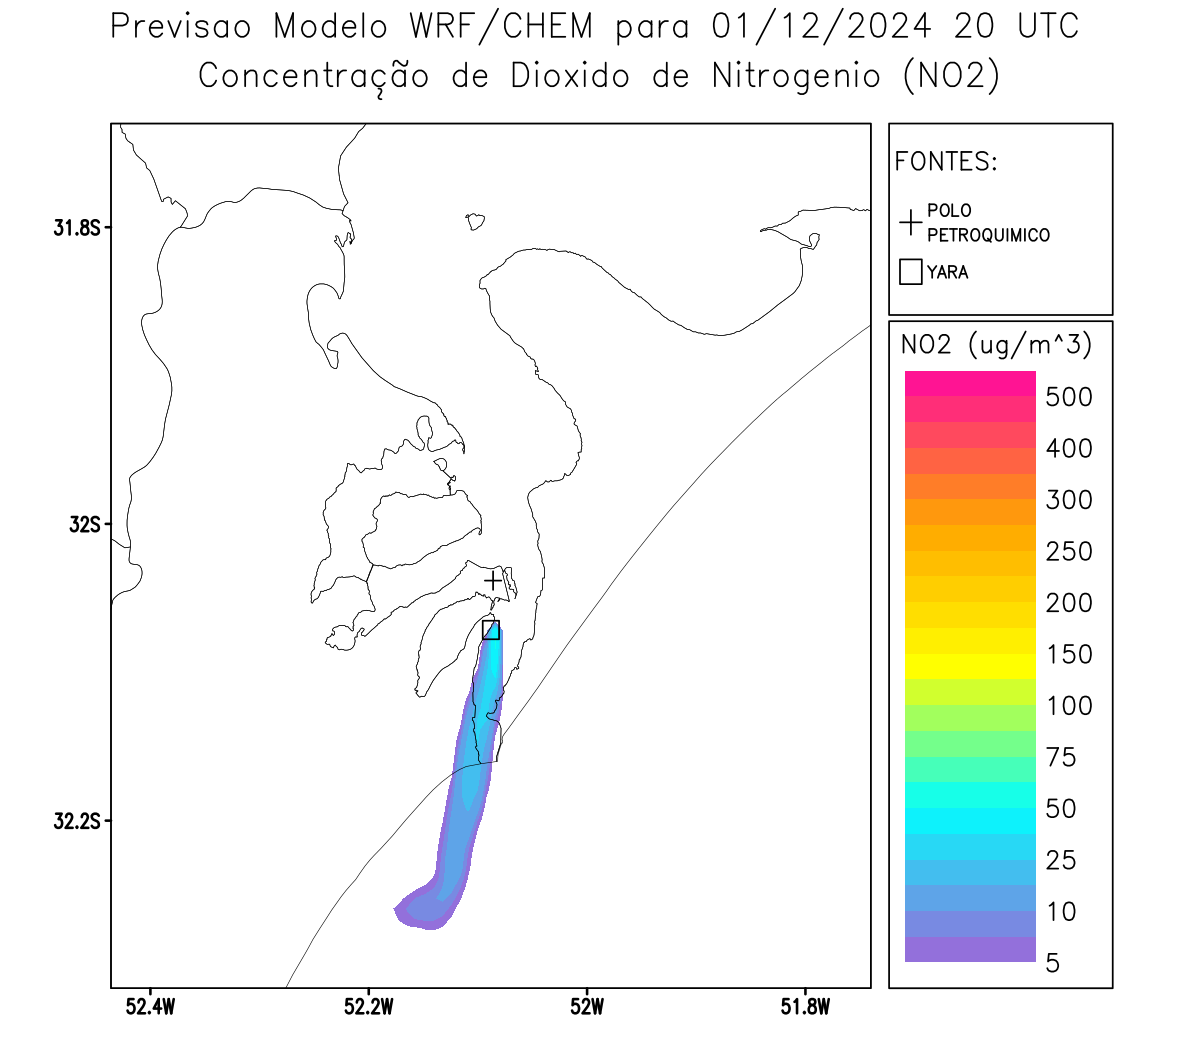 Previsao Modelo WRF/CHEM para 01/12/2024 20 UTC
Concentração de Dioxido de Nitrogenio (NO2)
FONTES:
POLO
PETROQUIMICO
YARA
NO2 (ug/m^3)
500
400
300
250
200
150
100
75
50
25
10
5
31.8S
32S
32.2S
52.4W
52.2W
52W
51.8W